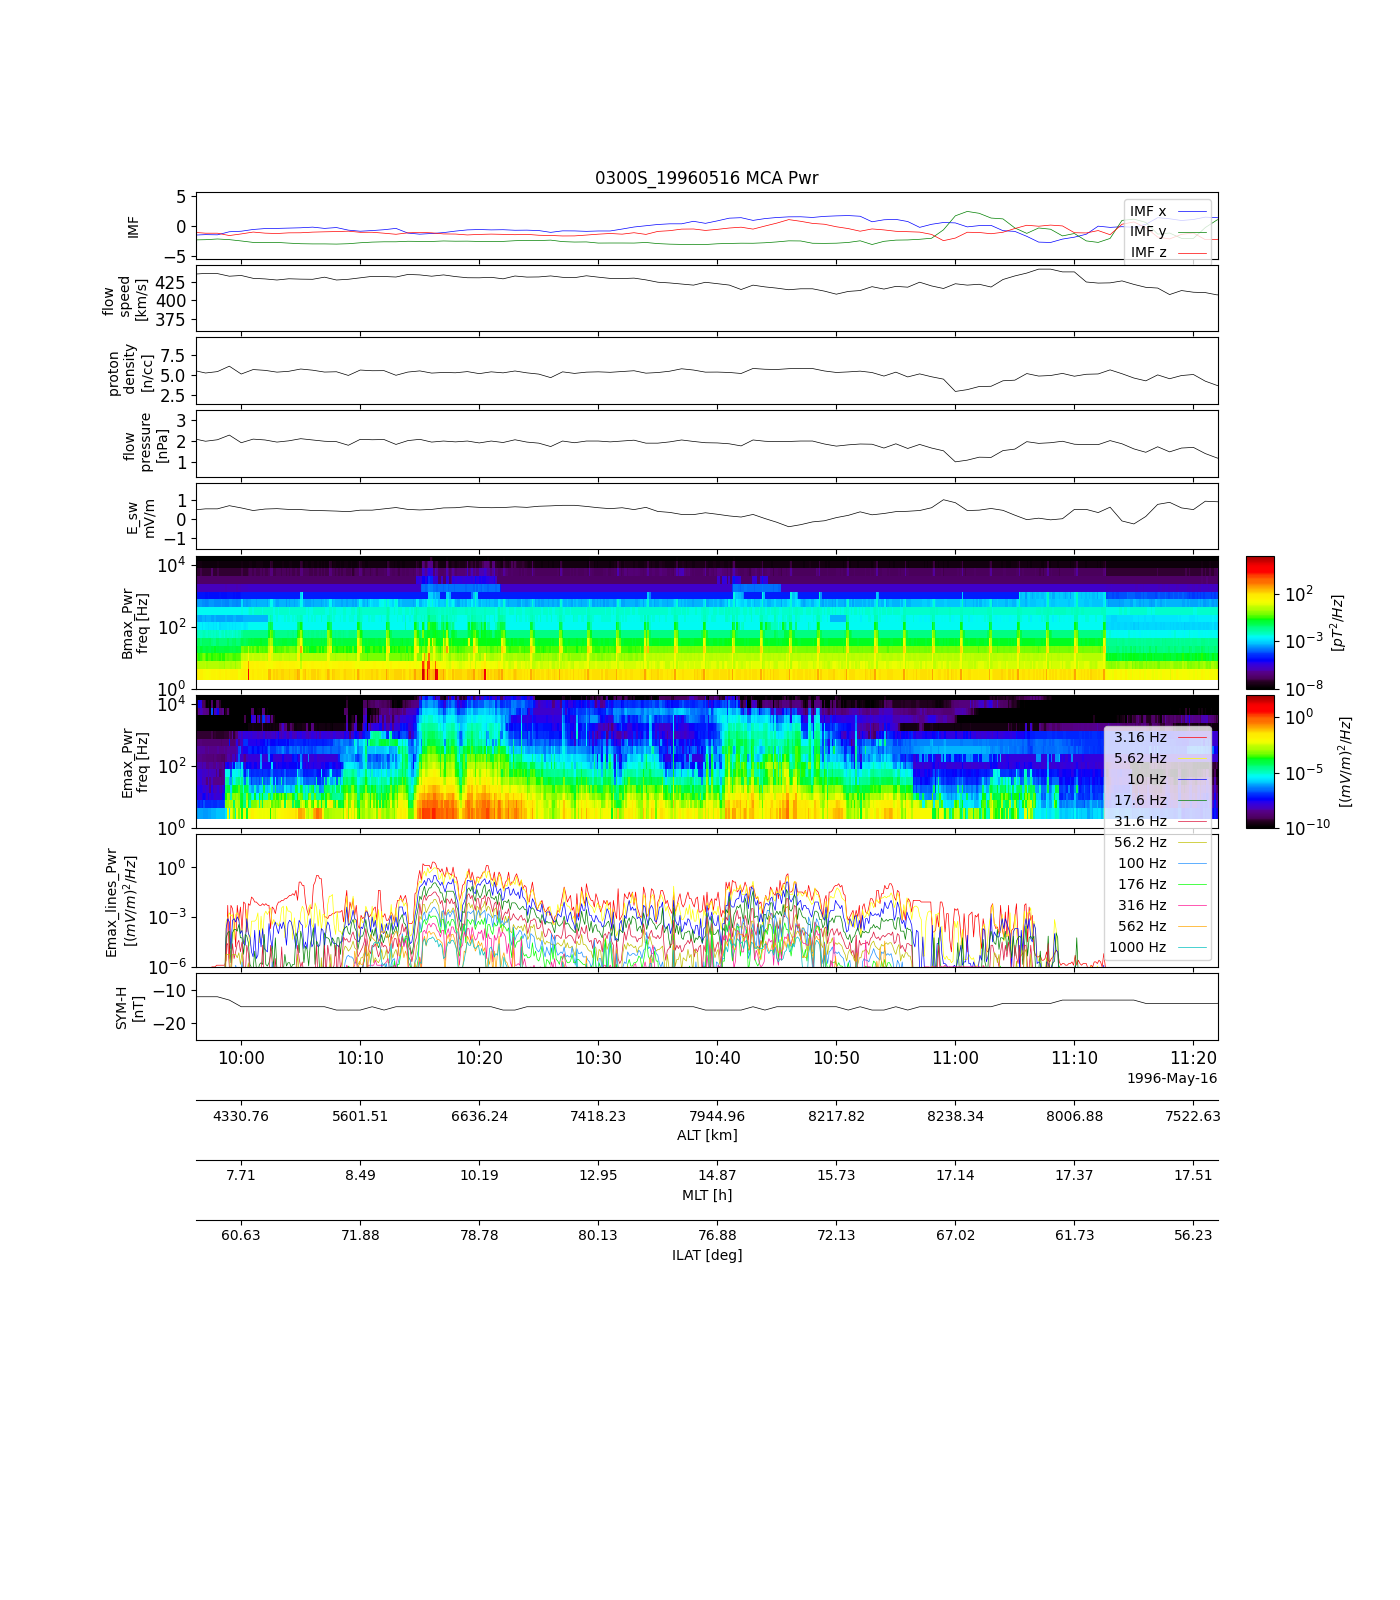 0300S_19960516 MCA Pwr
5
0
−5
IMF
IMF x
IMF y
IMF z
425
400
375
flow
speed
[km/s]
7.5
5.0
2.5
proton
density
[n/cc]
3
2
1
flow
pressure
[nPa]
1
0
−1
E_sw
mV/m
10^4
10^2
10^0
Bmax_Pwr
freq [Hz]
10^2
10^−3
10^−8
[pT^2/Hz]
10^4
10^2
10^0
Emax_Pwr
freq [Hz]
10^0
10^−5
10^−10
[(mV/m)^2/Hz]
3.16 Hz
5.62 Hz
10 Hz
17.6 Hz
31.6 Hz
56.2 Hz
100 Hz
176 Hz
316 Hz
562 Hz
1000 Hz
10^0
10^−3
10^−6
Emax_lines_Pwr
[(mV/m)^2/Hz]
−10
−20
SYM-H
[nT]
10:00 10:10 10:20 10:30 10:40 10:50 11:00 11:10 11:20
1996-May-16
4330.76 5601.51 6636.24 7418.23 7944.96 8217.82 8238.34 8006.88 7522.63
ALT [km]
7.71 8.49 10.19 12.95 14.87 15.73 17.14 17.37 17.51
MLT [h]
60.63 71.88 78.78 80.13 76.88 72.13 67.02 61.73 56.23
ILAT [deg]